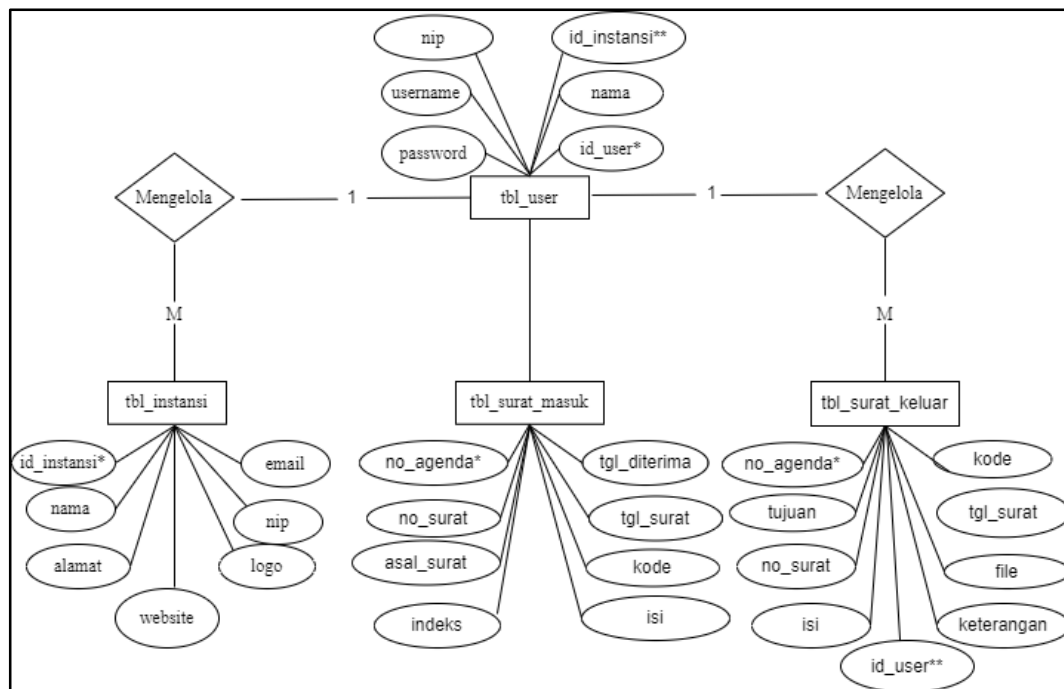 nip
id_instansi**
username
nama
password
id_user*
Mengelola
1
tbl_user
1
Mengelola
M
M
tbl_instansi
tbl_surat_masuk
tbl_surat_keluar
id_instansi*
email
nama
nip
alamat
logo
website
no_agenda*
tgl_diterima
no_surat
tgl_surat
asal_surat
kode
indeks
isi
no_agenda*
kode
tujuan
tgl_surat
no_surat
file
isi
keterangan
id_user**